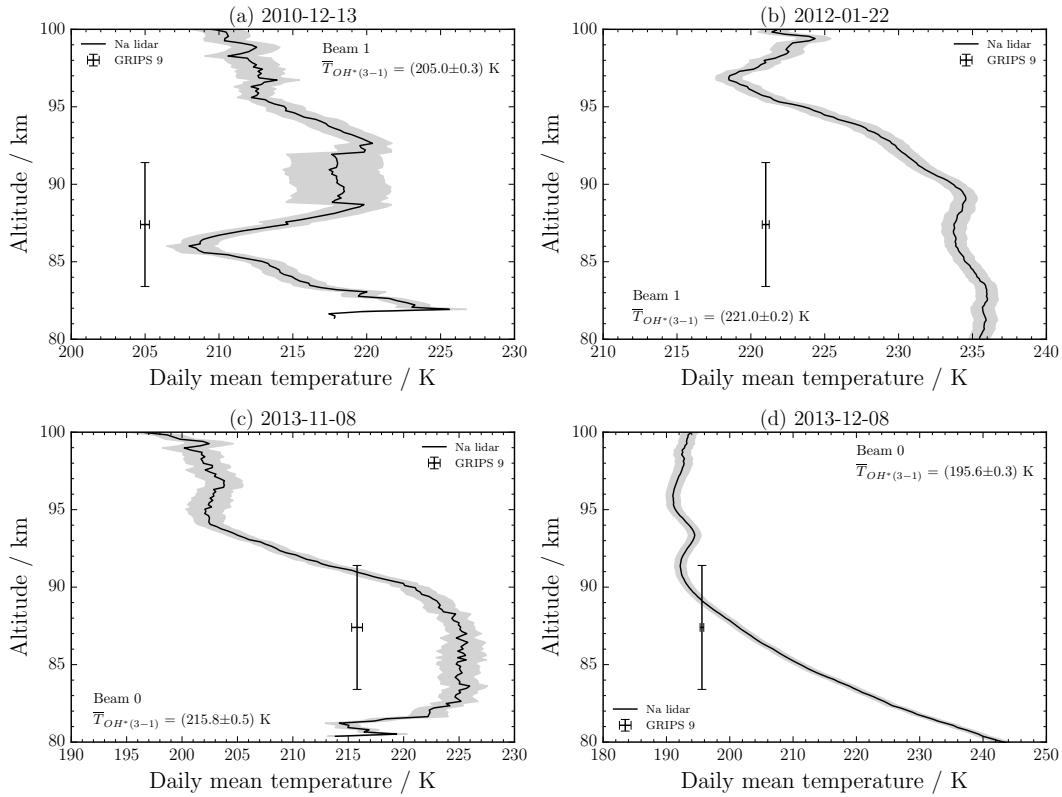 (a) 2010-12-13
100
95
90
85
80
Altitude / km
Beam 1
T̅_OH*(3−1) = (205.0±0.3) K
Na lidar
GRIPS 9
200 205 210 215 220 225 230
Daily mean temperature / K
(b) 2012-01-22
100
95
90
85
80
Altitude / km
Na lidar
GRIPS 9
Beam 1
T̅_OH*(3−1) = (221.0±0.2) K
210 215 220 225 230 235 240
Daily mean temperature / K
(c) 2013-11-08
100
95
90
85
80
Altitude / km
Na lidar
GRIPS 9
Beam 0
T̅_OH*(3−1) = (215.8±0.5) K
190 195 200 205 210 215 220 225 230
Daily mean temperature / K
(d) 2013-12-08
100
95
90
85
80
Altitude / km
Beam 0
T̅_OH*(3−1) = (195.6±0.3) K
Na lidar
GRIPS 9
180 190 200 210 220 230 240 250
Daily mean temperature / K